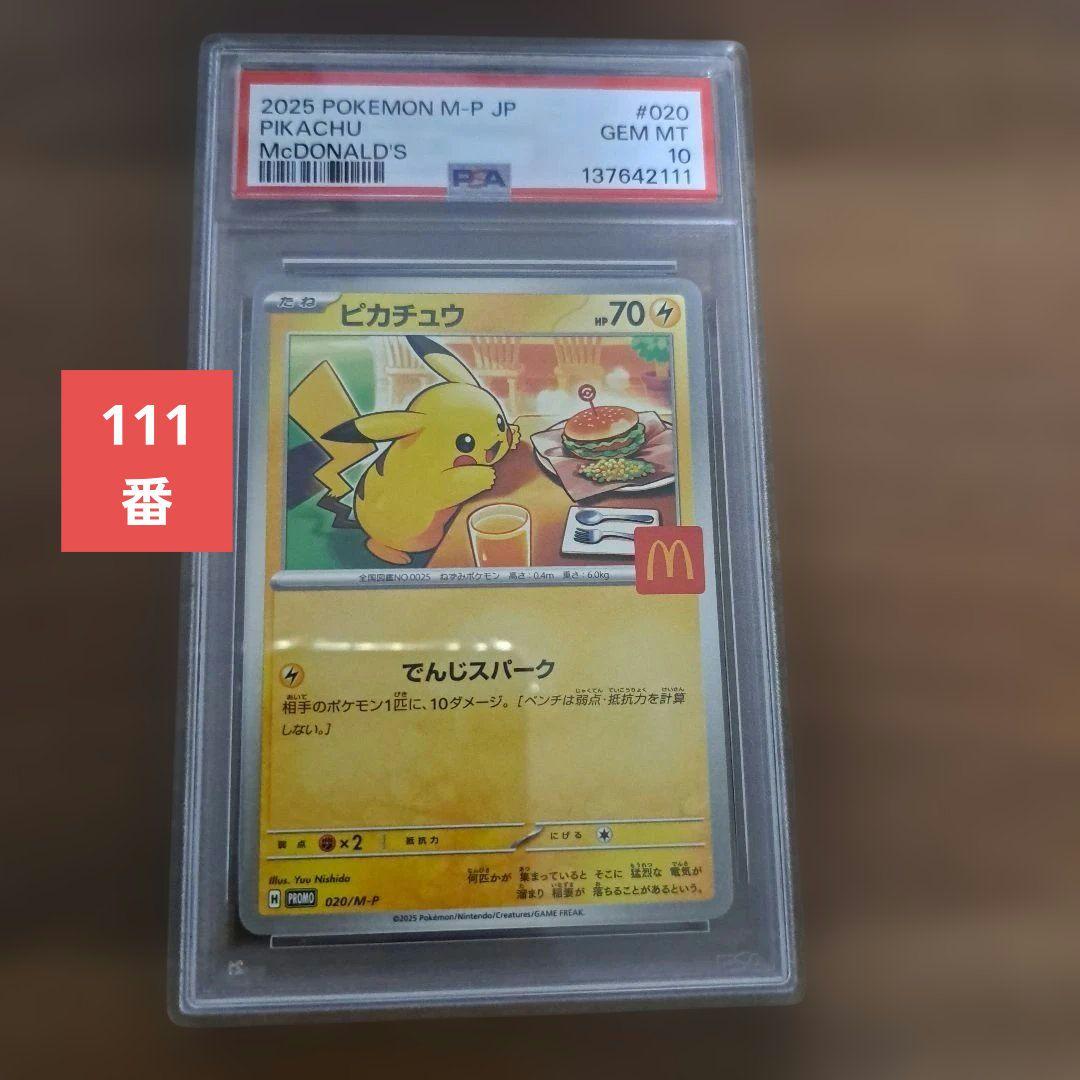 2025 POKEMON M-P JP #020
PIKACHU GEM MT
McDONALD'S 10
PSA 137642111
111
番
たね ピカチュウ HP70
M
全国図鑑NO.0025 ねずみポケモン 高さ：0.4m 重さ：6.0kg
でんじスパーク
相手のポケモン1匹に、10ダメージ。［ベンチは弱点・抵抗力を計算
しない。］
弱点 ×2 抵抗力 にげる
何匹かが 集まっていると そこに 猛烈な 電気が
溜まり 稲妻が 落ちることがあるという。
Illus. Yuu Nishida
H PROMO 020/M-P
©2025 Pokémon/Nintendo/Creatures/GAME FREAK.